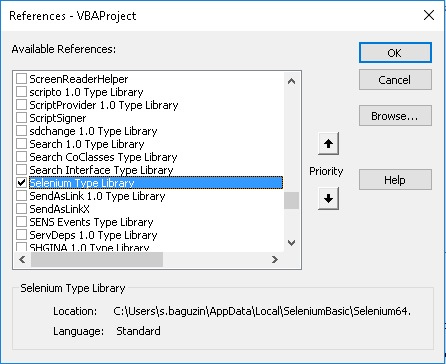 References - VBAProject
Available References:
OK
Cancel
Browse...
Priority
Help
ScreenReaderHelper
scripto 1.0 Type Library
ScriptProvider 1.0 Type Library
ScriptSigner
sdchange 1.0 Type Library
Search 1.0 Type Library
Search CoClasses Type Library
Search Interface Type Library
Selenium Type Library
SendAsLink 1.0 Type Library
SendAsLinkX
SENS Events Type Library
ServDeps 1.0 Type Library
SHGINA 1.0 Type Library
Selenium Type Library
Location: C:\Users\s.baguzin\AppData\Local\SeleniumBasic\Selenium64.
Language: Standard